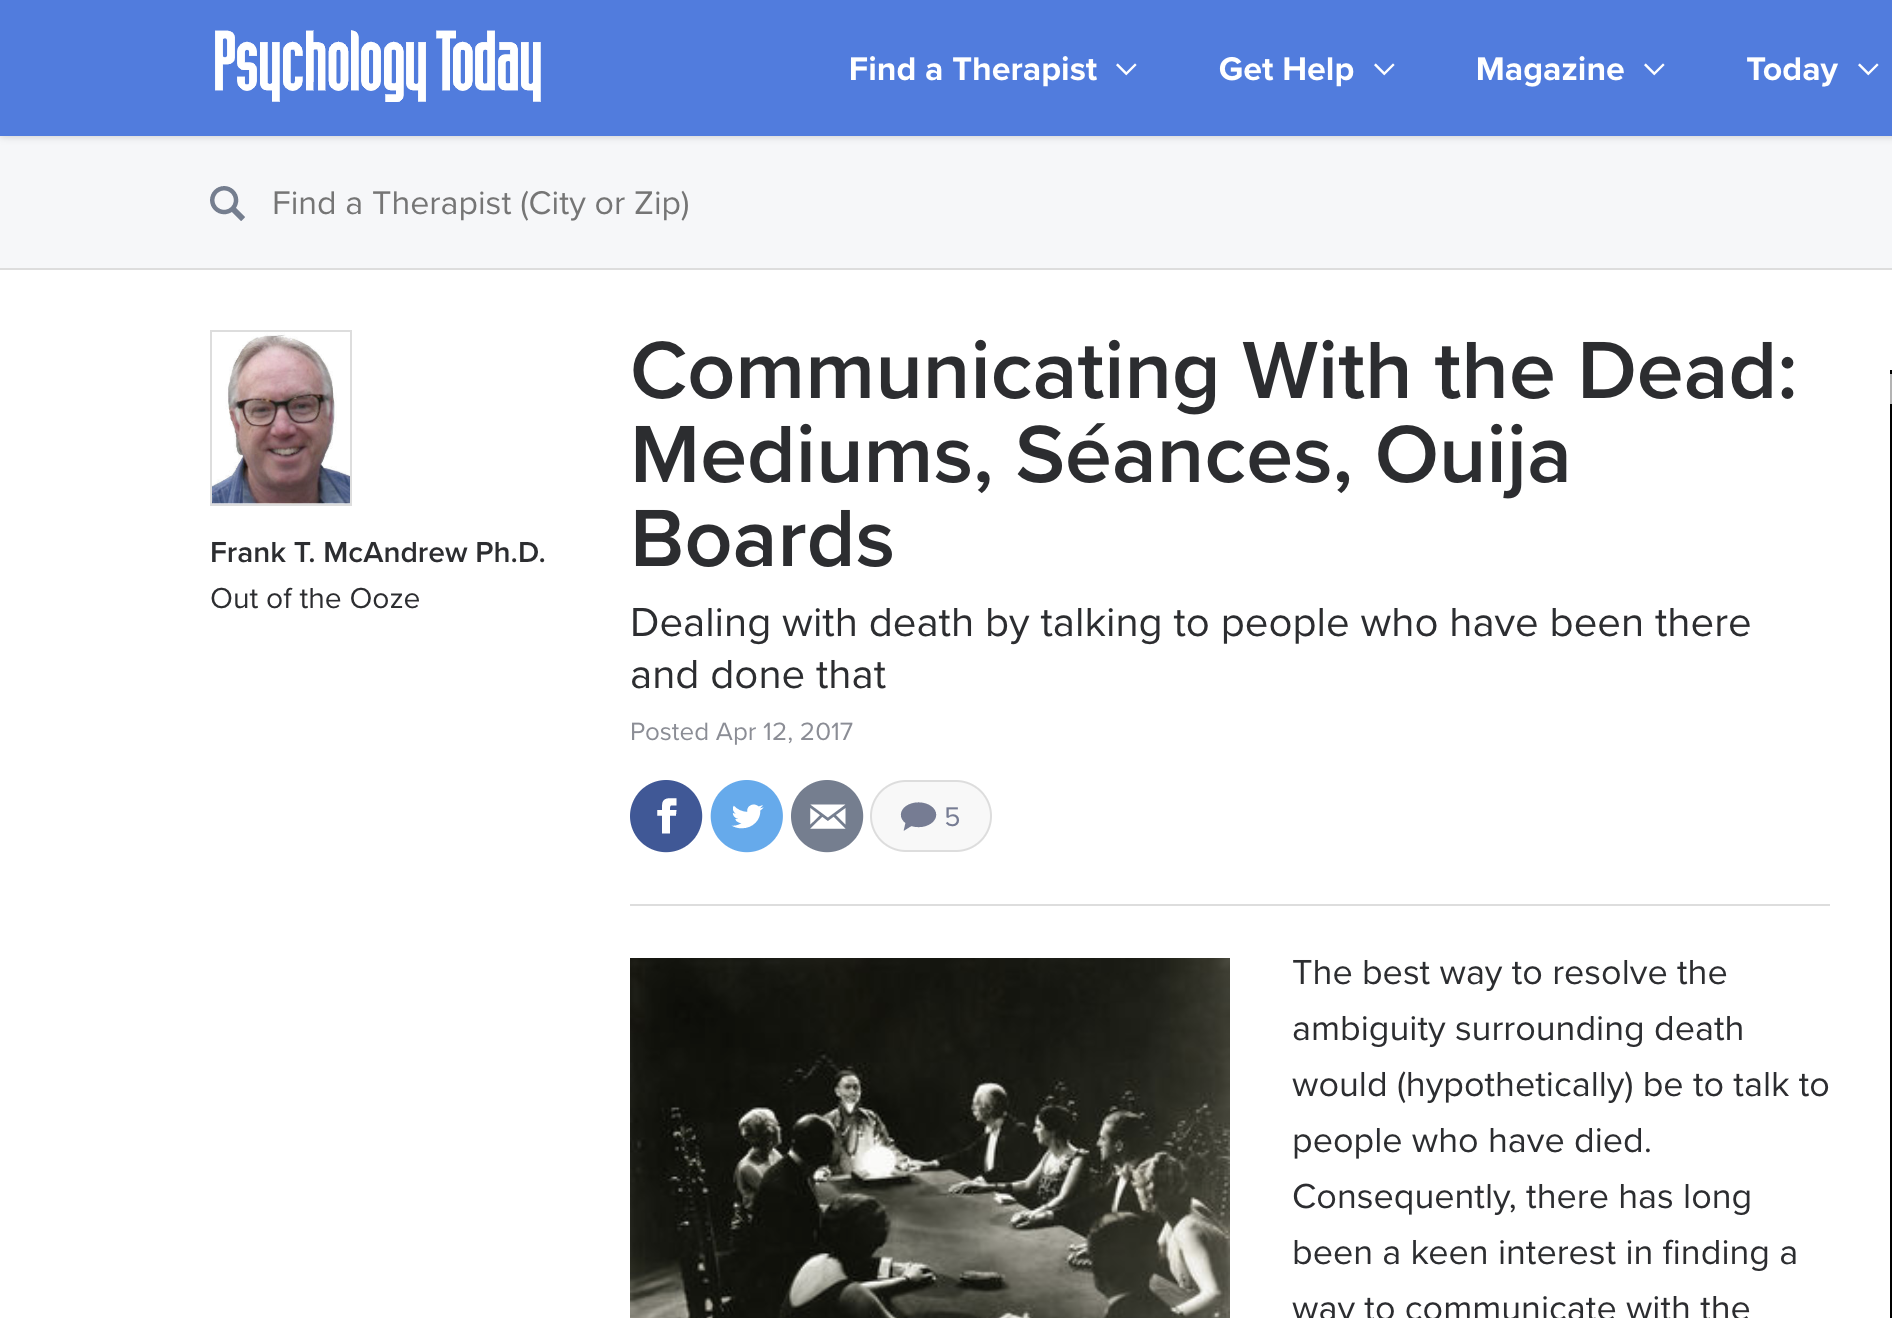 Psychology Today
Find a Therapist
Get Help
Magazine
Today
Find a Therapist (City or Zip)
Frank T. McAndrew Ph.D.
Out of the Ooze
Communicating With the Dead:
Mediums, Séances, Ouija
Boards
Dealing with death by talking to people who have been there
and done that
Posted Apr 12, 2017
5
The best way to resolve the
ambiguity surrounding death
would (hypothetically) be to talk to
people who have died.
Consequently, there has long
been a keen interest in finding a
way to communicate with the